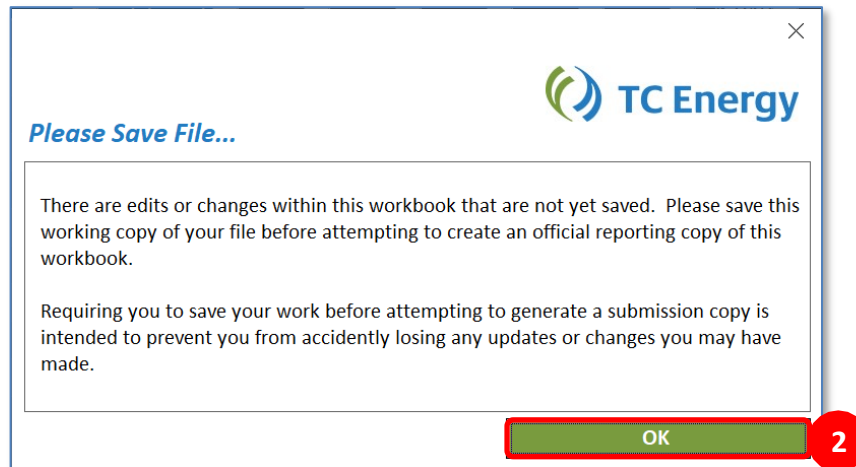 TC Energy
Please Save File...
There are edits or changes within this workbook that are not yet saved.  Please save this
working copy of your file before attempting to create an official reporting copy of this
workbook.
Requiring you to save your work before attempting to generate a submission copy is
intended to prevent you from accidently losing any updates or changes you may have
made.
OK
2